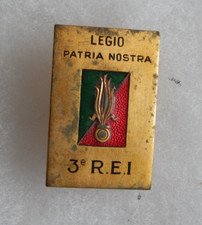 LEGIO
PATRIA NOSTRA
3e R.E.I